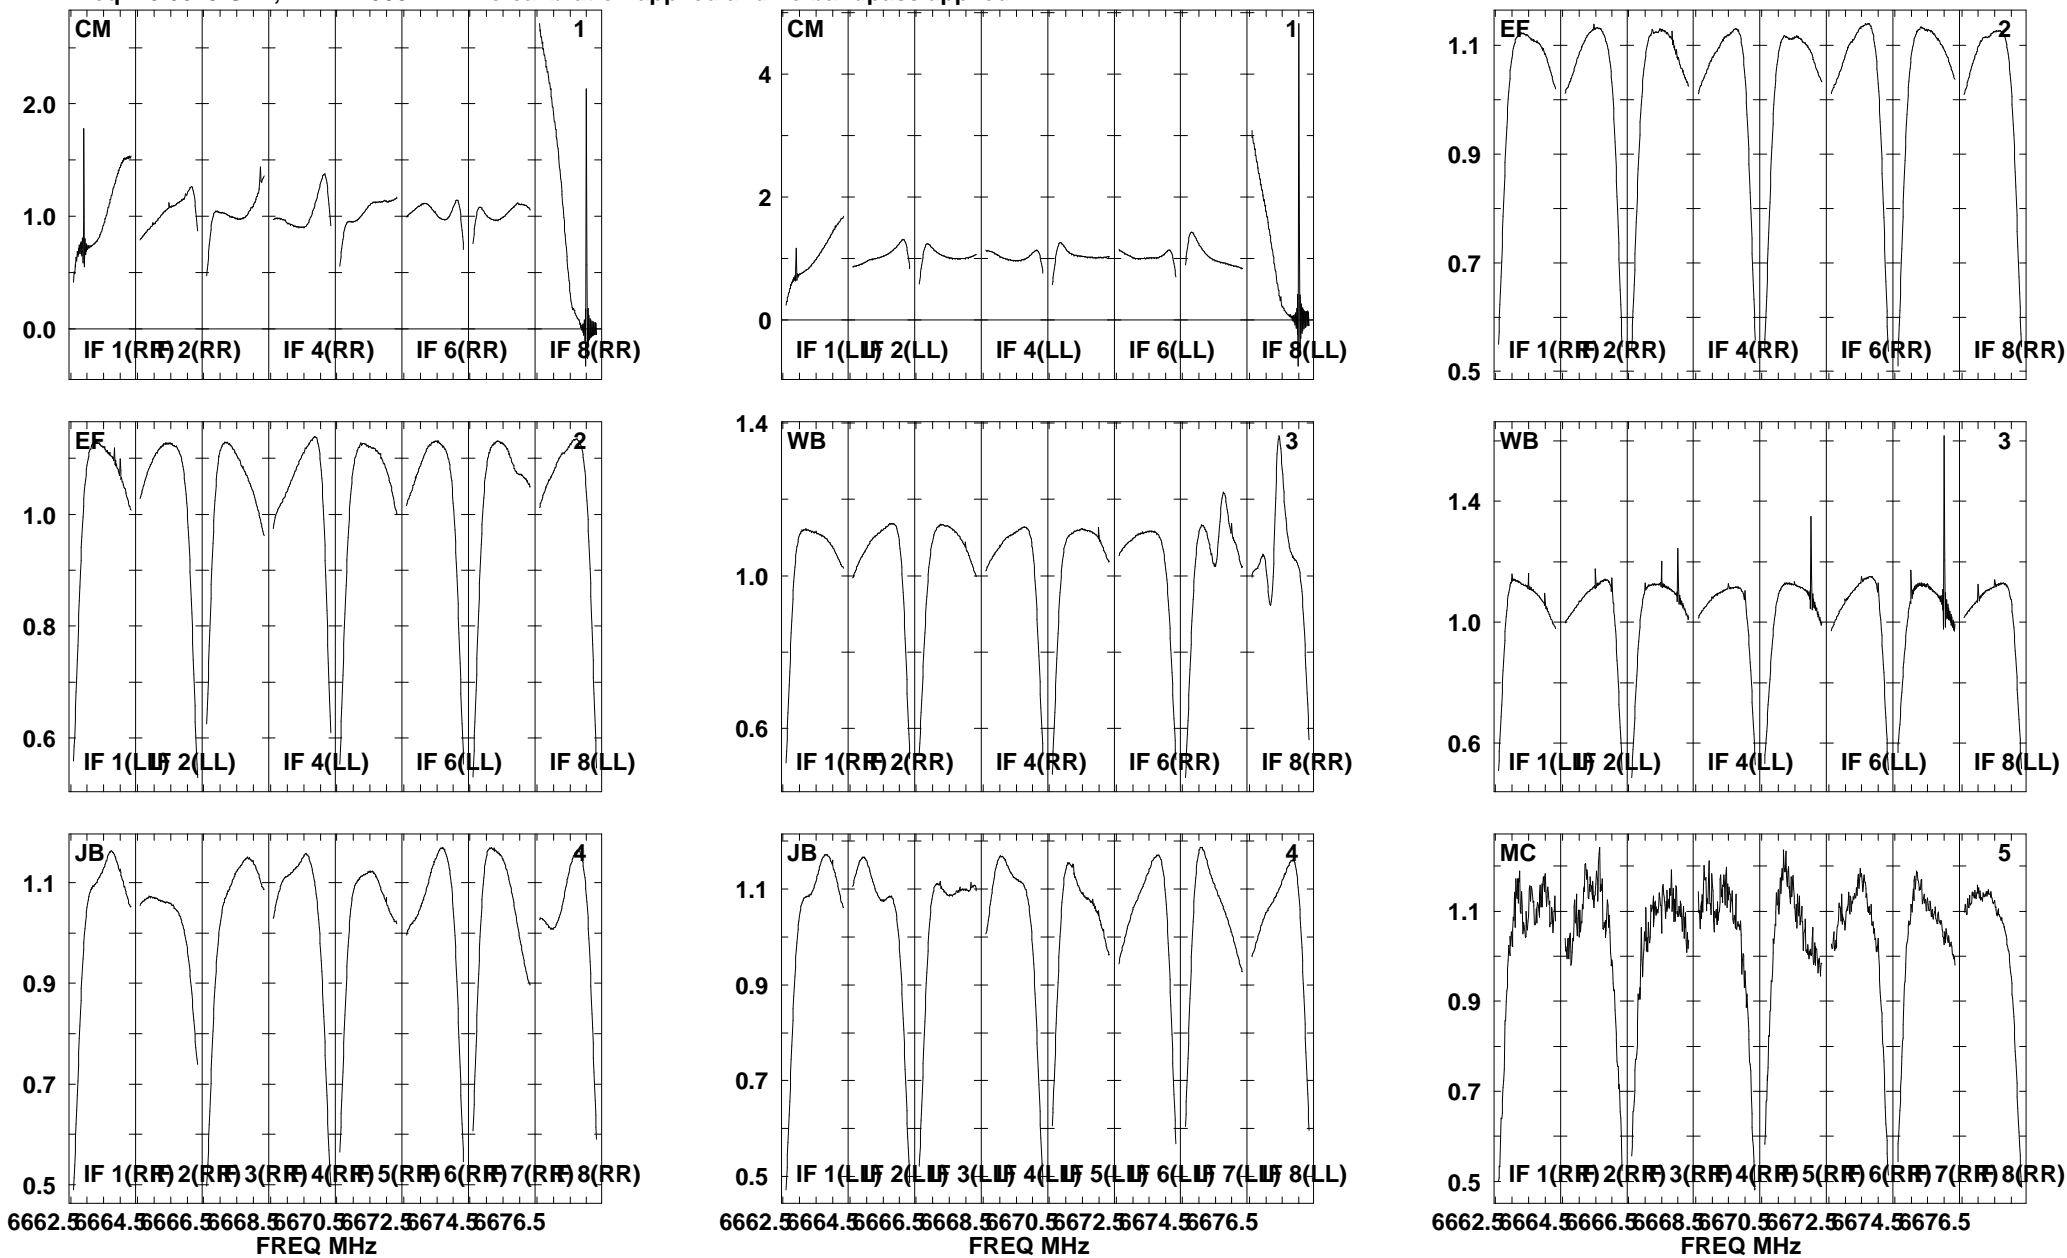 CM 1
2.0
1.0
0.0
IF 1(RR) IF 2(RR) IF 4(RR) IF 6(RR) IF 8(RR)
CM 1
4
2
0
IF 1(LL) IF 2(LL) IF 4(LL) IF 6(LL) IF 8(LL)
EF 2
1.1
0.9
0.7
0.5
IF 1(RR) IF 2(RR) IF 4(RR) IF 6(RR) IF 8(RR)
EF 2
1.0
0.8
0.6
IF 1(LL) IF 2(LL) IF 4(LL) IF 6(LL) IF 8(LL)
WB 3
1.4
1.0
0.6
IF 1(RR) IF 2(RR) IF 4(RR) IF 6(RR) IF 8(RR)
WB 3
1.4
1.0
0.6
IF 1(LL) IF 2(LL) IF 4(LL) IF 6(LL) IF 8(LL)
JB 4
1.1
0.9
0.7
0.5
IF 1(RR) IF 2(RR) IF 3(RR) IF 4(RR) IF 5(RR) IF 6(RR) IF 7(RR) IF 8(RR)
6662.5 6664.5 6666.5 6668.5 6670.5 6672.5 6674.5 6676.5
FREQ MHz
JB 4
1.1
0.9
0.7
0.5
IF 1(LL) IF 2(LL) IF 3(LL) IF 4(LL) IF 5(LL) IF 6(LL) IF 7(LL) IF 8(LL)
6662.5 6664.5 6666.5 6668.5 6670.5 6672.5 6674.5 6676.5
FREQ MHz
MC 5
1.1
0.9
0.7
0.5
IF 1(RR) IF 2(RR) IF 3(RR) IF 4(RR) IF 5(RR) IF 6(RR) IF 7(RR) IF 8(RR)
6662.5 6664.5 6666.5 6668.5 6670.5 6672.5 6674.5 6676.5
FREQ MHz